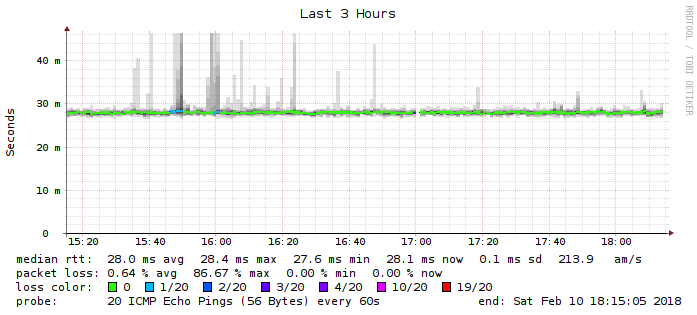 Last 3 Hours
RRDTOOL / TOBI OETIKER
Seconds
40 m
30 m
20 m
10 m
0
15:20 15:40 16:00 16:20 16:40 17:00 17:20 17:40 18:00
median rtt: 28.0 ms avg 28.4 ms max 27.6 ms min 28.1 ms now 0.1 ms sd 213.9 am/s
packet loss: 0.64 % avg 86.67 % max 0.00 % min 0.00 % now
loss color: 0 1/20 2/20 3/20 4/20 10/20 19/20
probe: 20 ICMP Echo Pings (56 Bytes) every 60s end: Sat Feb 10 18:15:05 2018